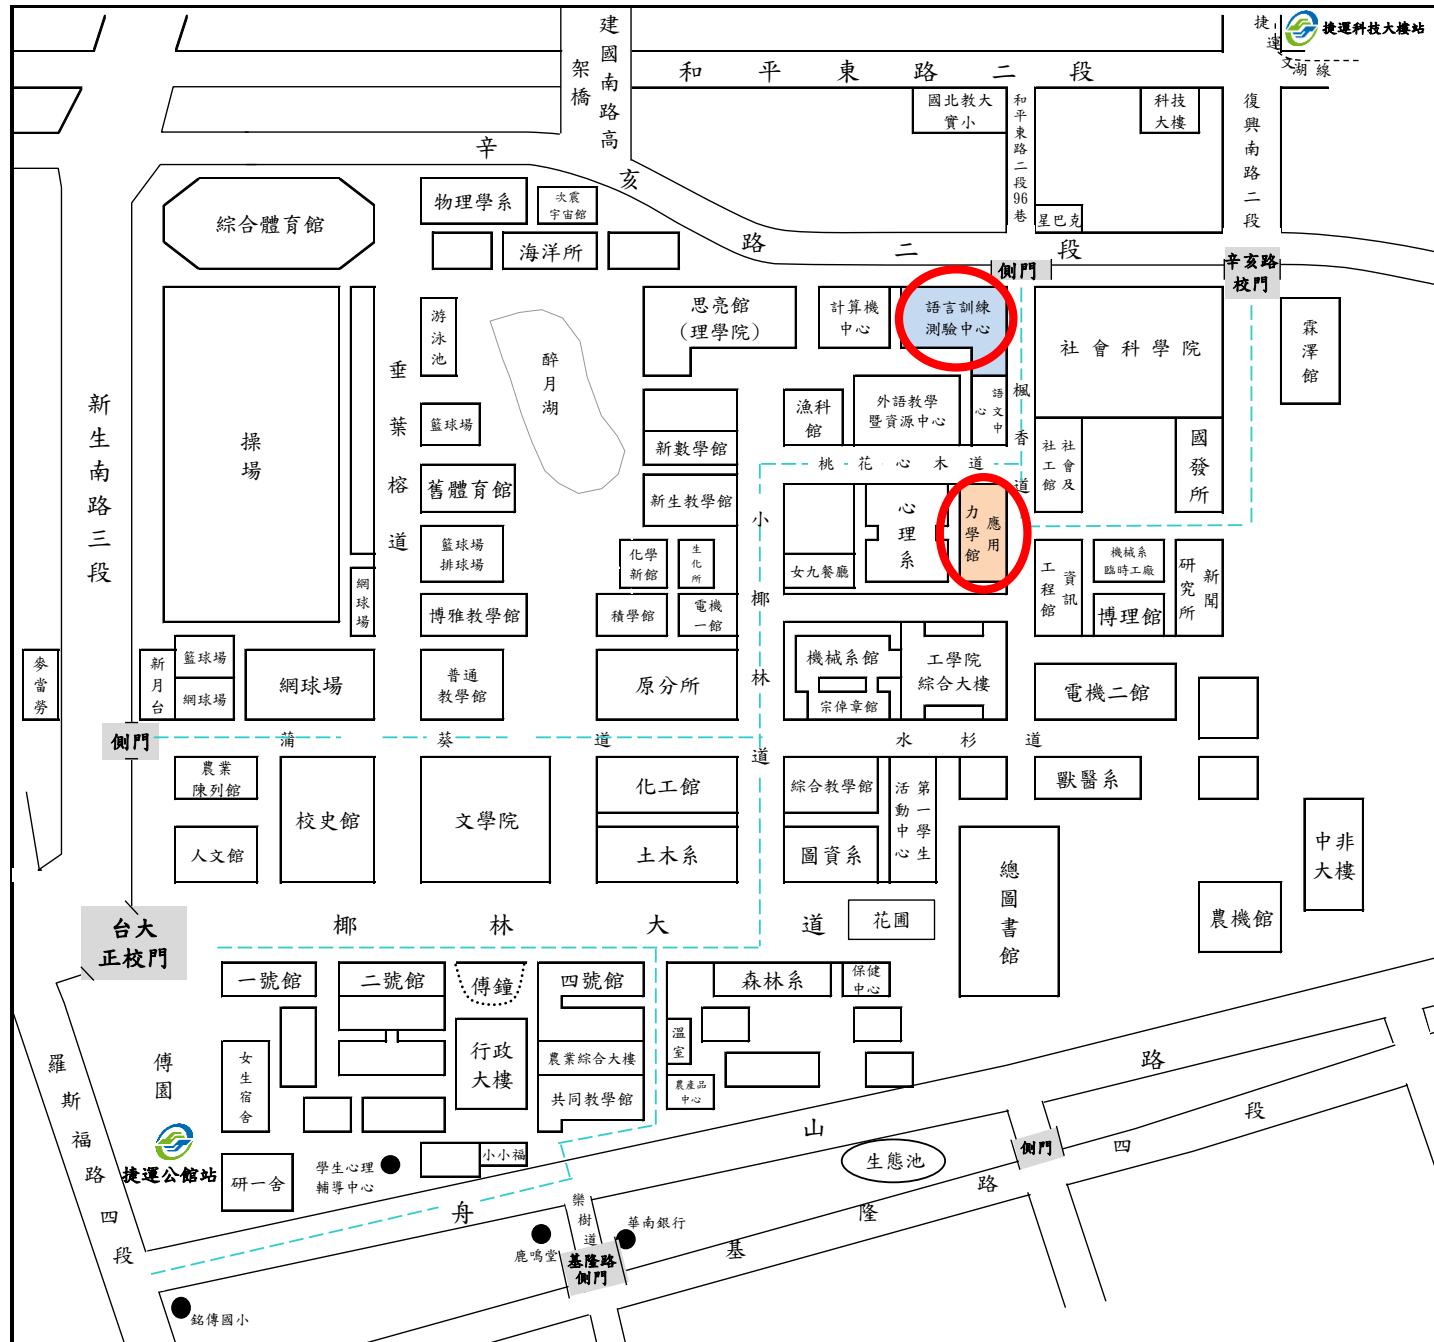 捷運科技大樓站
捷運文湖線
建國南路高架橋
和平東路二段
國北教大
實小
和平東路二段96巷
科技
大樓
復興南路二段
辛亥路二段
星巴克
側門
辛亥路
校門
綜合體育館
物理學系
次震
宇宙館
海洋所
操場
游泳池
垂葉榕道
醉月湖
思亮館
(理學院)
計算機
中心
語言訓練
測驗中心
社會科學院
霖澤館
籃球場
舊體育館
籃球場
排球場
新數學館
新生教學館
漁科館
外語教學
暨資源中心
語文中心
楓香道
社會及社工館
國發所
桃花心木道
小椰林道
女九餐廳
心理系
應用力學館
化學
新館
生化所
網球場
博雅教學館
積學館
電機
一館
資訊工程館
機械系
臨時工廠
博理館
新聞研究所
新生南路三段
麥當勞
新月台
籃球場
網球場
網球場
普通
教學館
原分所
機械系館
宗倬章館
工學院
綜合大樓
電機二館
側門
蒲葵道
水杉道
農業
陳列館
人文館
校史館
文學院
化工館
土木系
綜合教學館
圖資系
第一學生活動中心
獸醫系
總圖書館
中非
大樓
農機館
台大
正校門
椰林大道
花圃
一號館
二號館
傅鐘
四號館
森林系
保健
中心
羅斯福路四段
傅園
女生宿舍
行政
大樓
農業綜合大樓
共同教學館
溫室
農產品
中心
捷運公館站
研一舍
學生心理
輔導中心
小小福
舟山路
生態池
側門
欒樹道
鹿鳴堂
華南銀行
基隆路
側門
基隆路四段
銘傳國小